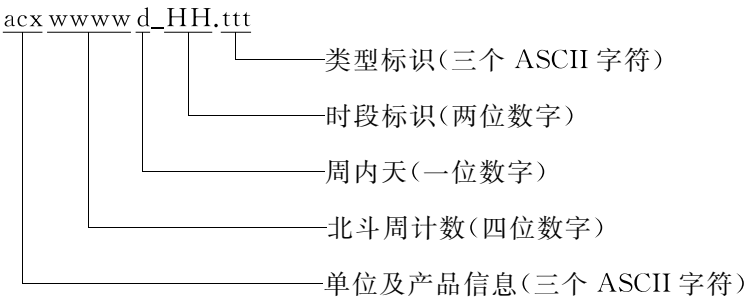 acxwwwwd_HH.ttt
类型标识(三个 ASCII 字符)
时段标识(两位数字)
周内天(一位数字)
北斗周计数(四位数字)
单位及产品信息(三个 ASCII 字符)